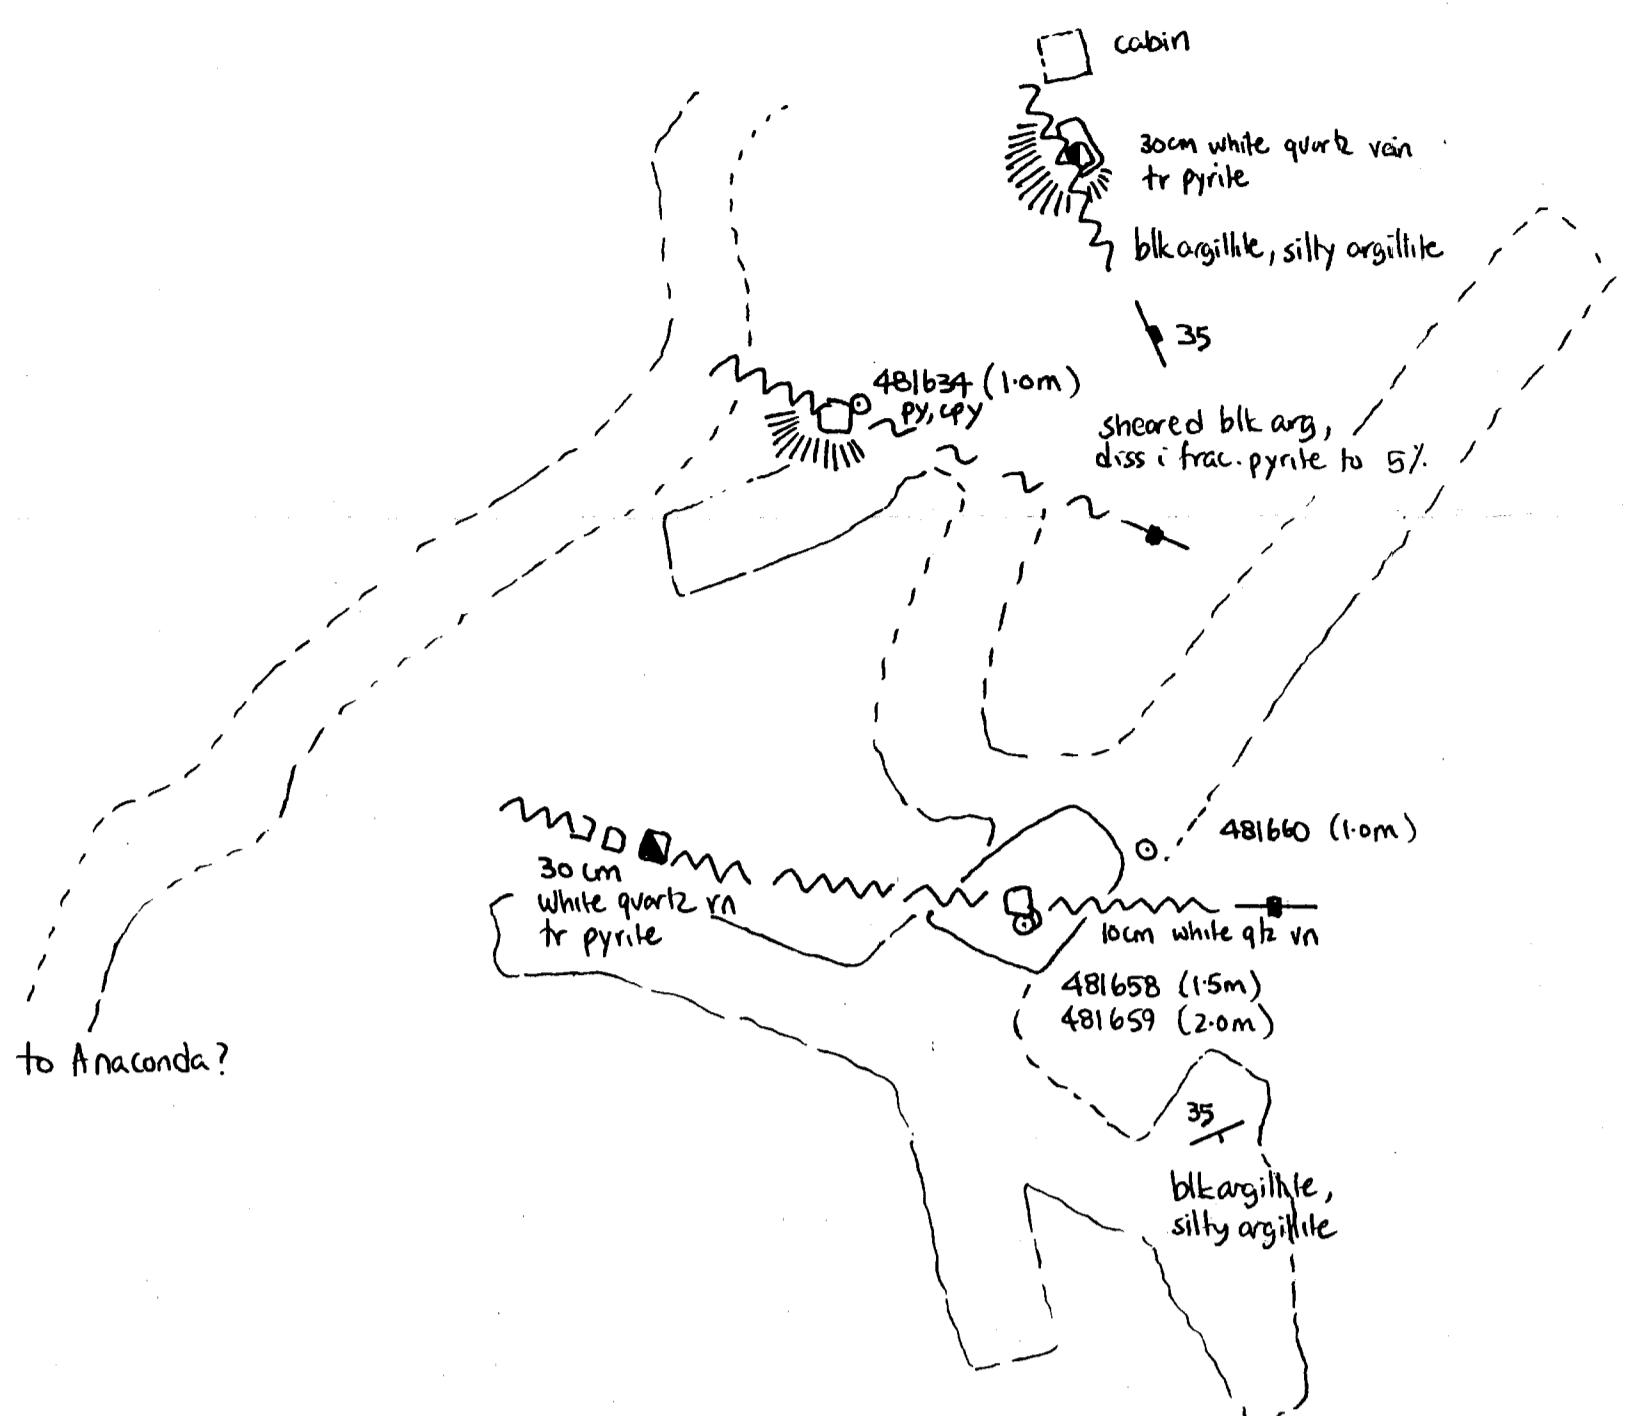 cabin
30cm white quartz vein
tr pyrite
blk argillite, silty argillite
35
481634 (1.0m)
py, cpy
sheared blk arg,
diss i frac. pyrite to 5%
481660 (1.0m)
30 cm
white quartz vn
tr pyrite
10cm white qtz vn
481658 (1.5m)
481659 (2.0m)
to Anaconda?
35
blk argillite,
silty argillite